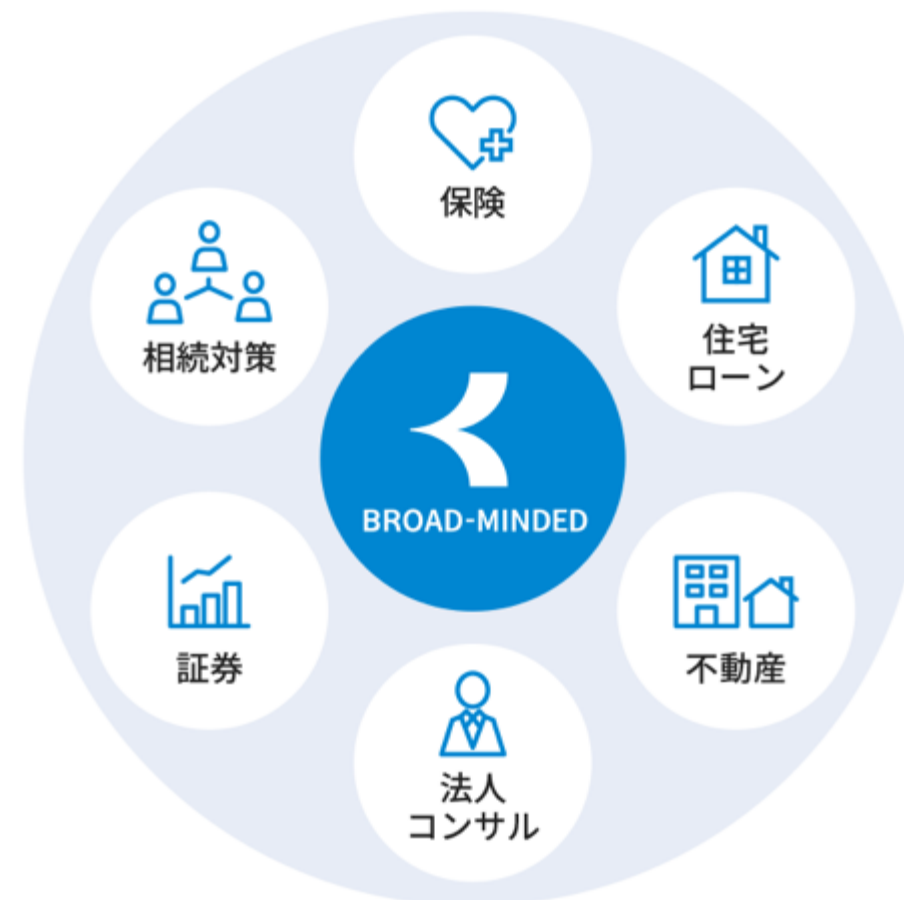 保険
住宅
ローン
不動産
法人
コンサル
証券
相続対策
BROAD-MINDED